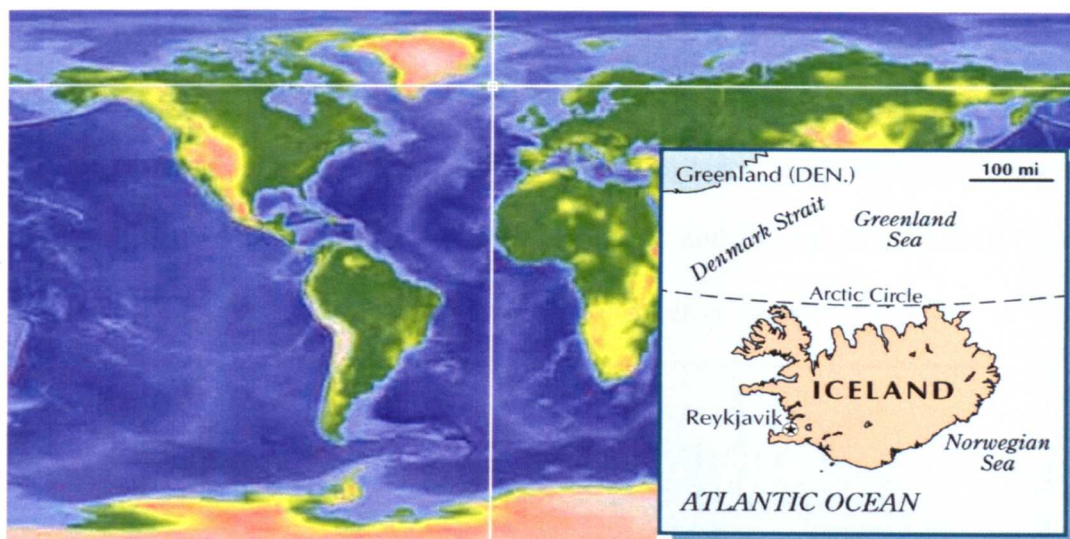 Greenland (DEN.)
100 mi
Denmark Strait
Greenland
Sea
Arctic Circle
ICELAND
Reykjavik
Norwegian
Sea
ATLANTIC OCEAN